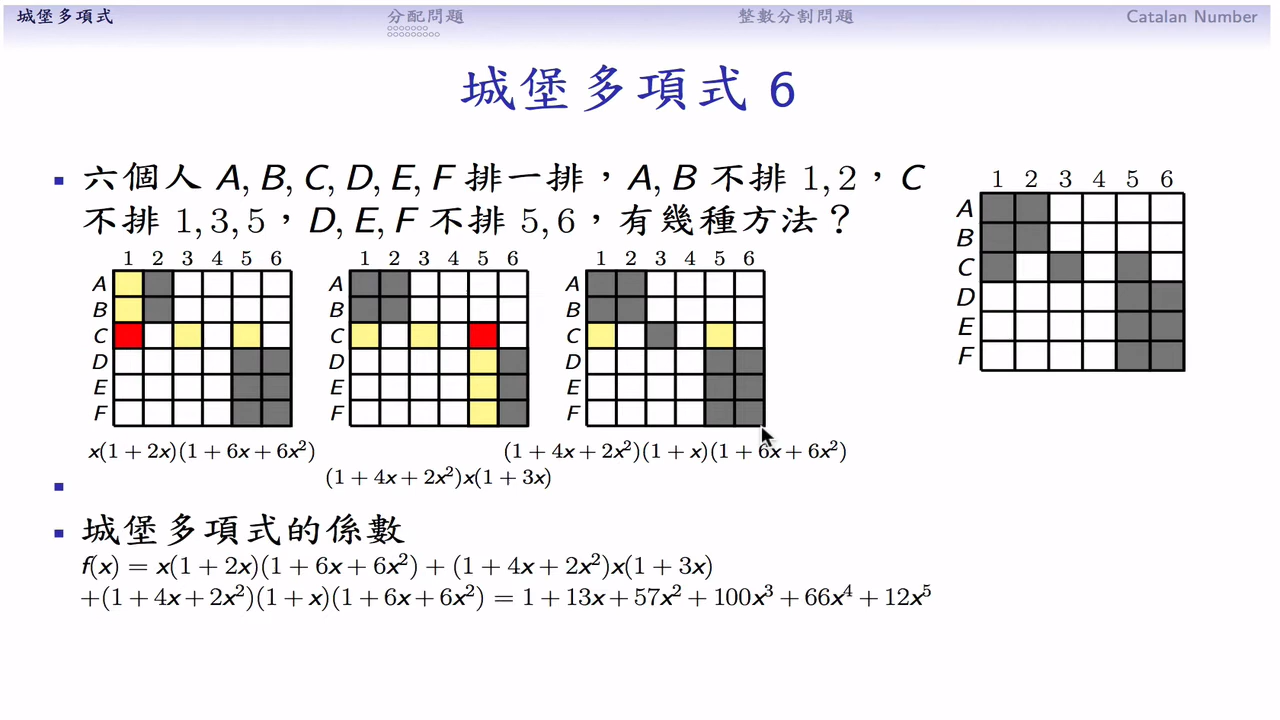 城堡多項式 分配問題 整數分割問題 Catalan Number
城堡多項式 6
六個人 A, B, C, D, E, F 排一排，A, B 不排 1, 2，C
不排 1, 3, 5，D, E, F 不排 5, 6，有幾種方法？
1 2 3 4 5 6
A
B
C
D
E
F
x(1 + 2x)(1 + 6x + 6x²)
1 2 3 4 5 6
A
B
C
D
E
F
(1 + 4x + 2x²)x(1 + 3x)
1 2 3 4 5 6
A
B
C
D
E
F
(1 + 4x + 2x²)(1 + x)(1 + 6x + 6x²)
1 2 3 4 5 6
A
B
C
D
E
F
城堡多項式的係數
f(x) = x(1 + 2x)(1 + 6x + 6x²) + (1 + 4x + 2x²)x(1 + 3x)
+(1 + 4x + 2x²)(1 + x)(1 + 6x + 6x²) = 1 + 13x + 57x² + 100x³ + 66x⁴ + 12x⁵